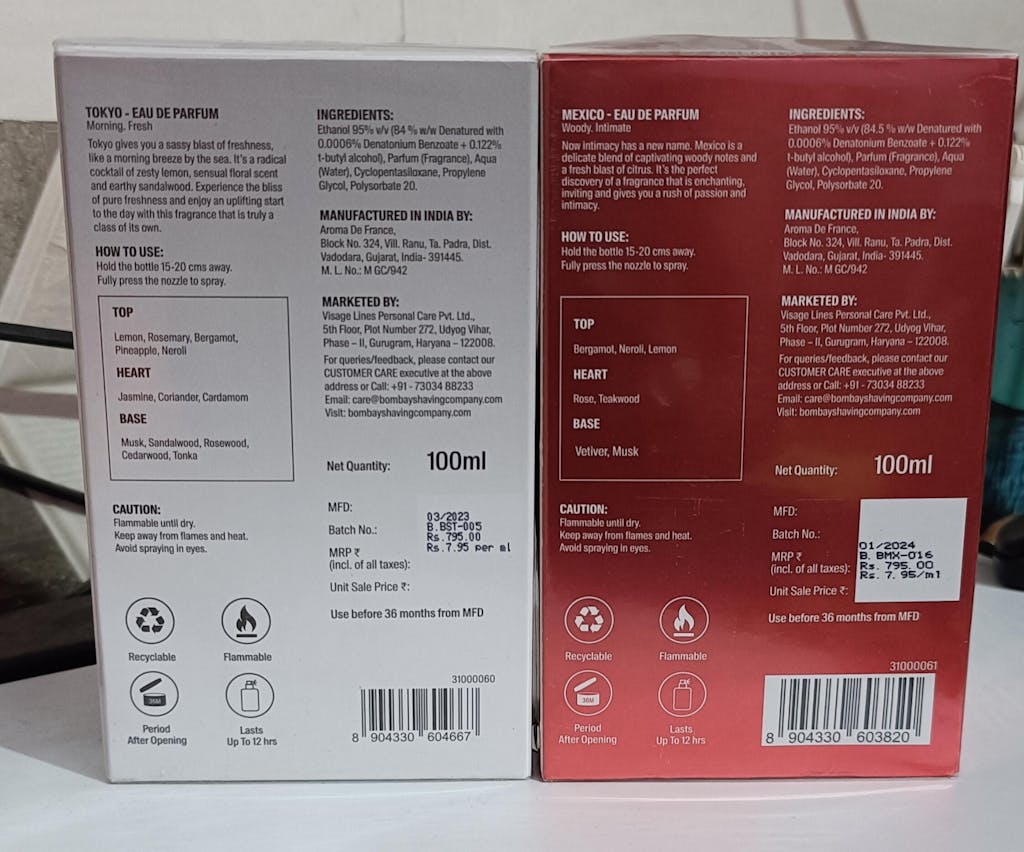 TOKYO - EAU DE PARFUM
Morning. Fresh
Tokyo gives you a sassy blast of freshness,
like a morning breeze by the sea. It's a radical
cocktail of zesty lemon, sensual floral scent
and earthy sandalwood. Experience the bliss
of pure freshness and enjoy an uplifting start
to the day with this fragrance that is truly a
class of its own.
HOW TO USE:
Hold the bottle 15-20 cms away.
Fully press the nozzle to spray.
TOP
Lemon, Rosemary, Bergamot,
Pineapple, Neroli
HEART
Jasmine, Coriander, Cardamom
BASE
Musk, Sandalwood, Rosewood,
Cedarwood, Tonka
CAUTION:
Flammable until dry.
Keep away from flames and heat.
Avoid spraying in eyes.
Recyclable
Flammable
36M
Period
After Opening
Lasts
Up To 12 hrs
INGREDIENTS:
Ethanol 95% v/v (84 % w/w Denatured with
0.0006% Denatonium Benzoate + 0.122%
t-butyl alcohol), Parfum (Fragrance), Aqua
(Water), Cyclopentasiloxane, Propylene
Glycol, Polysorbate 20.
MANUFACTURED IN INDIA BY:
Aroma De France,
Block No. 324, Vill. Ranu, Ta. Padra, Dist.
Vadodara, Gujarat, India- 391445.
M. L. No.: M GC/942
MARKETED BY:
Visage Lines Personal Care Pvt. Ltd.,
5th Floor, Plot Number 272, Udyog Vihar,
Phase – II, Gurugram, Haryana – 122008.
For queries/feedback, please contact our
CUSTOMER CARE executive at the above
address or Call: +91 - 73034 88233
Email: care@bombayshavingcompany.com
Visit: bombayshavingcompany.com
Net Quantity: 100ml
MFD: 03/2023
Batch No.: B.BST-005
MRP ₹ Rs.795.00
(incl. of all taxes):
Unit Sale Price ₹: Rs.7.95 per ml
Use before 36 months from MFD
31000060
8 904330 604667
MEXICO - EAU DE PARFUM
Woody. Intimate
Now intimacy has a new name. Mexico is a
delicate blend of captivating woody notes and
a fresh blast of citrus. It's the perfect
discovery of a fragrance that is enchanting,
inviting and gives you a rush of passion and
intimacy.
HOW TO USE:
Hold the bottle 15-20 cms away.
Fully press the nozzle to spray.
TOP
Bergamot, Neroli, Lemon
HEART
Rose, Teakwood
BASE
Vetiver, Musk
CAUTION:
Flammable until dry.
Keep away from flames and heat.
Avoid spraying in eyes.
Recyclable
Flammable
36M
Period
After Opening
Lasts
Up To 12 hrs
INGREDIENTS:
Ethanol 95% v/v (84.5 % w/w Denatured with
0.0006% Denatonium Benzoate + 0.122%
t-butyl alcohol), Parfum (Fragrance), Aqua
(Water), Cyclopentasiloxane, Propylene
Glycol, Polysorbate 20.
MANUFACTURED IN INDIA BY:
Aroma De France,
Block No. 324, Vill. Ranu, Ta. Padra, Dist.
Vadodara, Gujarat, India- 391445.
M. L. No.: M GC/942
MARKETED BY:
Visage Lines Personal Care Pvt. Ltd.,
5th Floor, Plot Number 272, Udyog Vihar,
Phase – II, Gurugram, Haryana – 122008.
For queries/feedback, please contact our
CUSTOMER CARE executive at the above
address or Call: +91 - 73034 88233
Email: care@bombayshavingcompany.com
Visit: bombayshavingcompany.com
Net Quantity: 100ml
MFD: 01/2024
Batch No.: B. BMX-016
MRP ₹ Rs. 795.00
(incl. of all taxes):
Unit Sale Price ₹: Rs. 7.95/ml
Use before 36 months from MFD
31000061
8 904330 603820